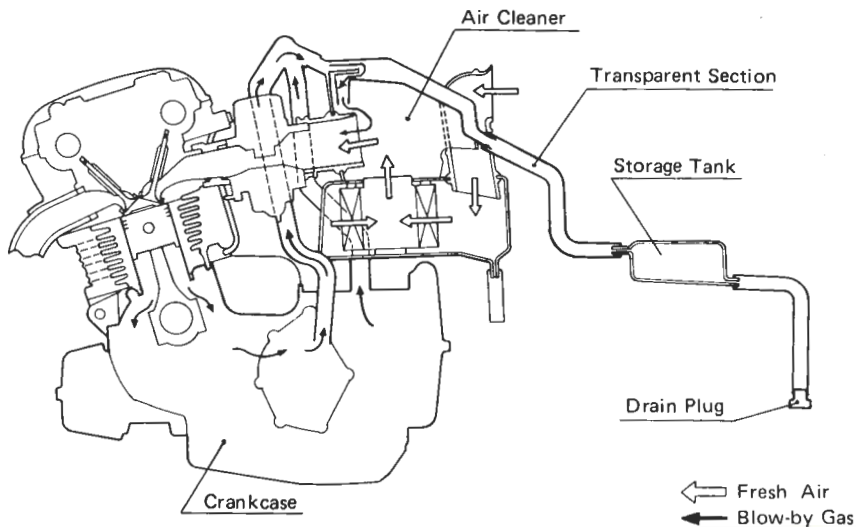 Air Cleaner
Transparent Section
Storage Tank
Drain Plug
Crankcase
Fresh Air
Blow-by Gas